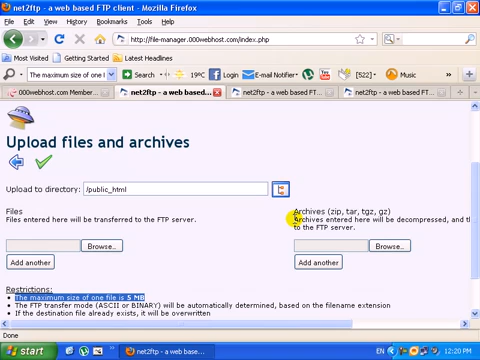 net2ftp - a web based FTP client - Mozilla Firefox
File Edit View History Bookmarks Tools Help
http://file-manager.000webhost.com/index.php
Most Visited Getting Started Latest Headlines
The maximum size of one f Search 19ºC Login E-mail Notifier [522] Music
000webhost.com Member... net2ftp - a web based... net2ftp - a web based FTP... net2ftp - a web based FTP...
Upload files and archives
Upload to directory: /public_html
Files
Files entered here will be transferred to the FTP server.
Browse...
Add another
Archives (zip, tar, tgz, gz)
Archives entered here will be decompressed, and th
to the FTP server.
Browse...
Add another
Restrictions:
The maximum size of one file is 5 MB
The FTP transfer mode (ASCII or BINARY) will be automatically determined, based on the filename extension
If the destination file already exists, it will be overwritten
Done
start net2ftp - a web bas... EN 12:20 PM